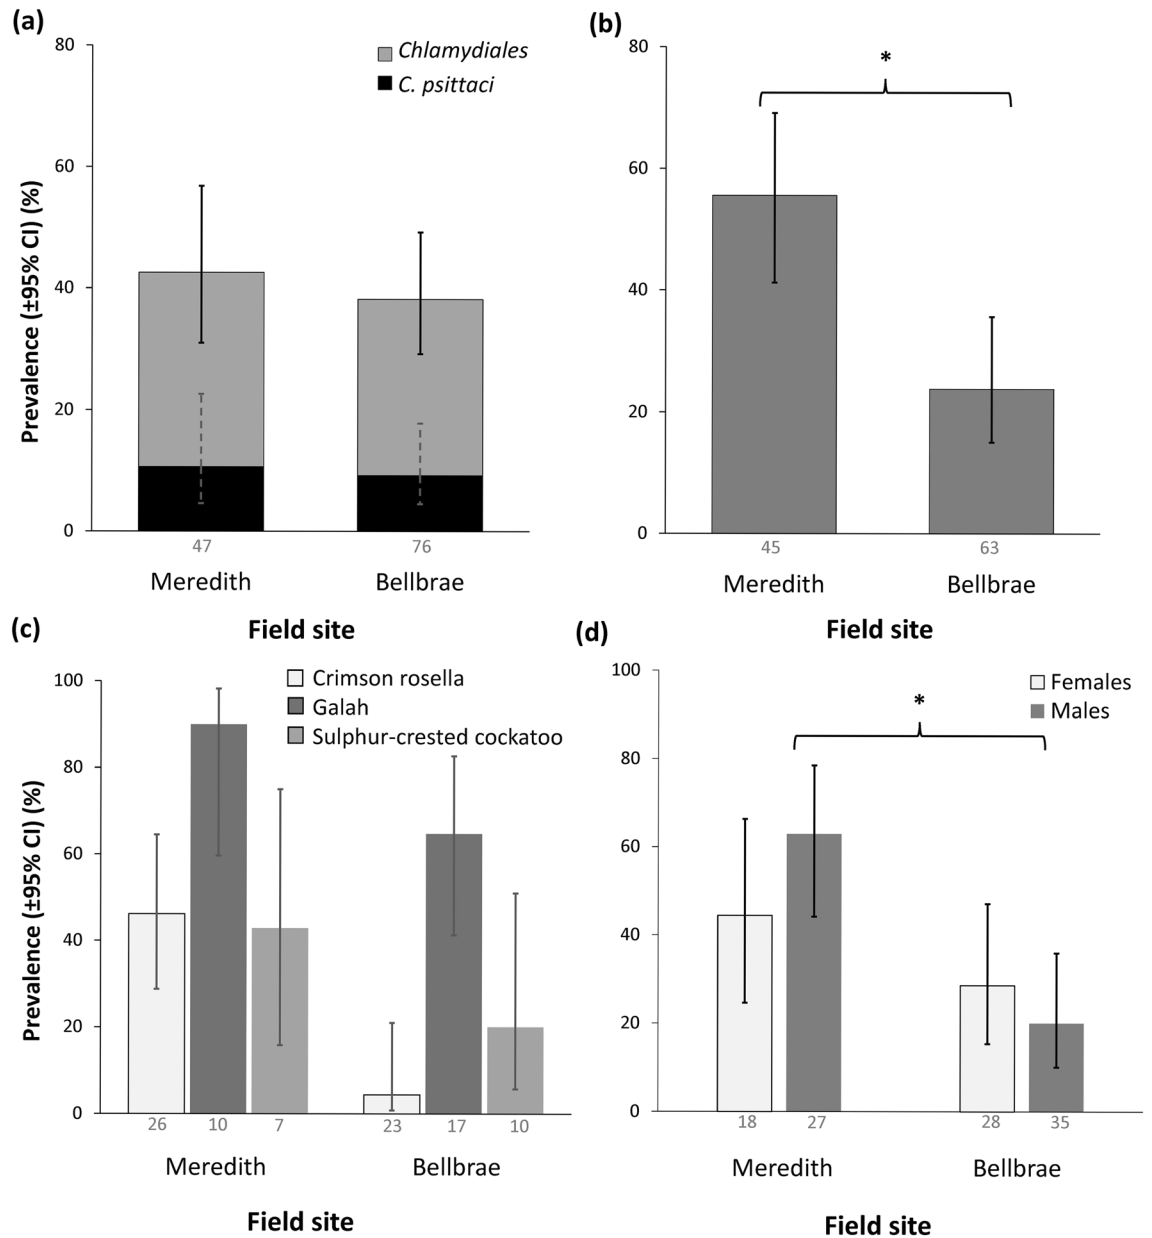 (a)
80
60
40
20
0
Prevalence (±95% CI) (%)
Chlamydiales
C. psittaci
47
76
Meredith
Bellbrae
Field site
(b)
80
60
40
20
0
*
45
63
Meredith
Bellbrae
Field site
(c)
100
80
60
40
20
0
Prevalence (±95% CI) (%)
Crimson rosella
Galah
Sulphur-crested cockatoo
26
10
7
23
17
10
Meredith
Bellbrae
Field site
(d)
100
80
60
40
20
0
Females
Males
*
18
27
28
35
Meredith
Bellbrae
Field site